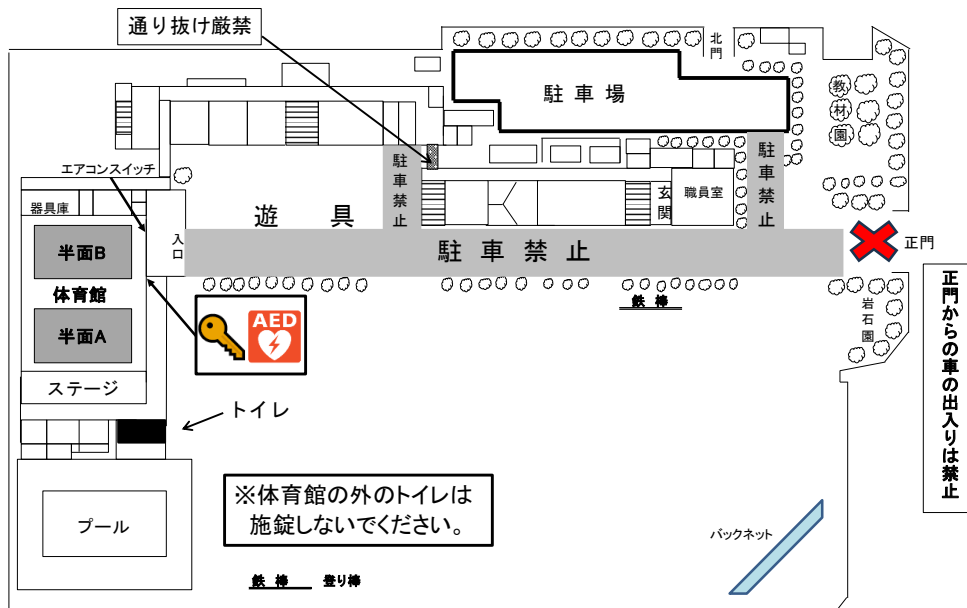 通り抜け厳禁
北門
駐車場
教材園
エアコンスイッチ
駐車禁止
駐車禁止
器具庫
遊具
玄関
職員室
入口
駐車禁止
正門
半面B
体育館
AED
鉄棒
岩石園
正門からの車の出入りは禁止
半面A
ステージ
トイレ
※体育館の外のトイレは
施錠しないでください。
プール
バックネット
鉄棒
登り棒